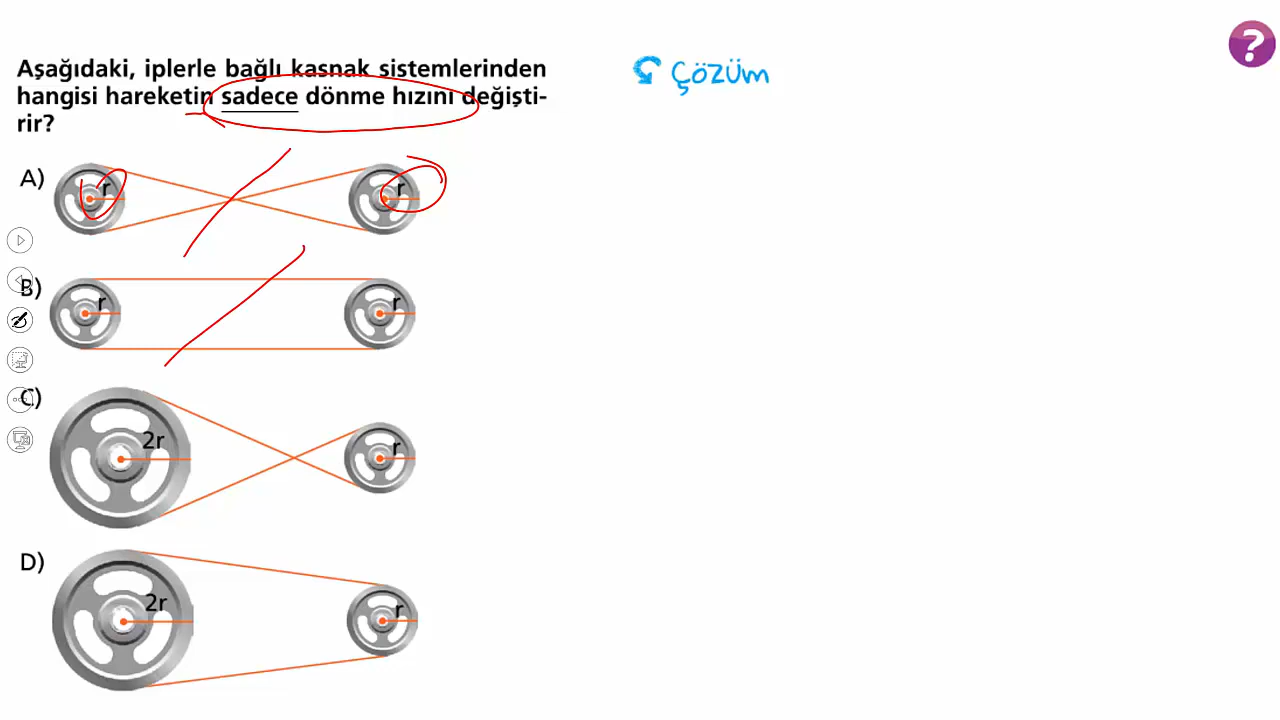 Aşağıdaki, iplerle bağlı kasnak sistemlerinden
hangisi hareketin sadece dönme hızını değişti-
rir?
Çözüm
?
A)
r
r
B)
r
r
C)
2r
r
D)
2r
r